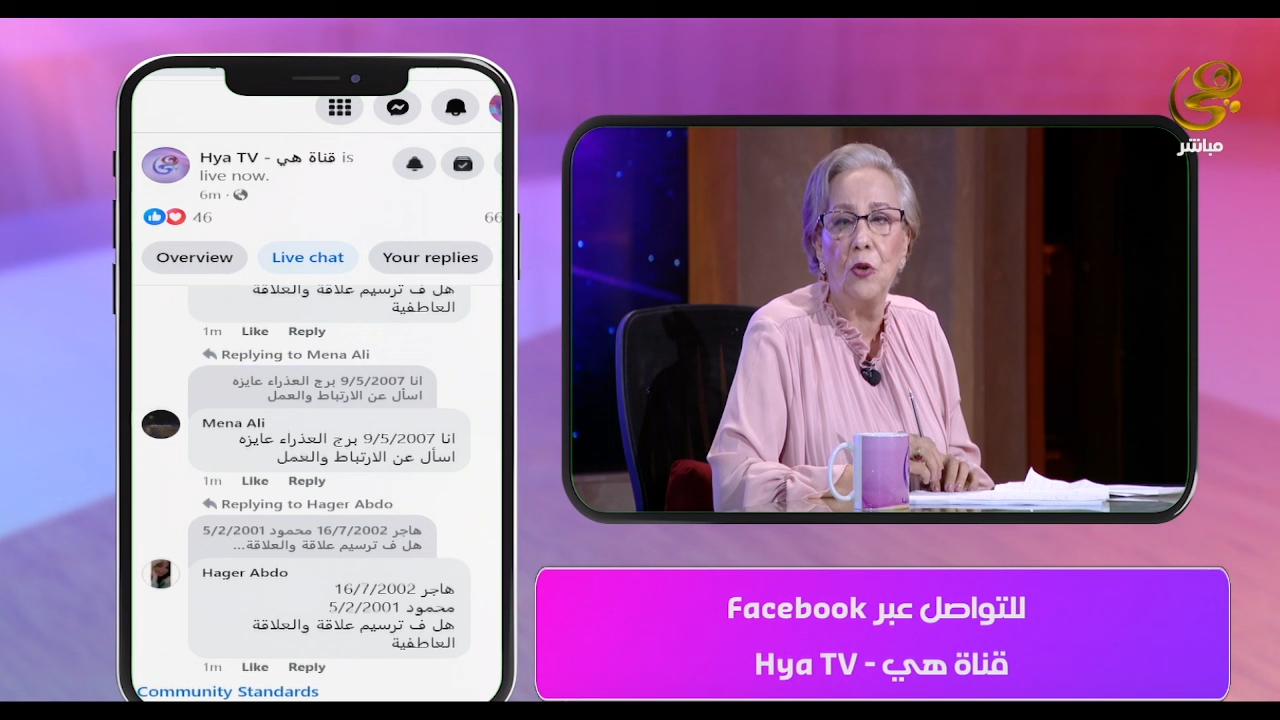 Hya TV - قناة هي is
live now.
6m
46
66
Overview
Live chat
Your replies
هل ف ترسيم علاقة والعلاقة
العاطفية
1m Like Reply
Replying to Mena Ali
انا 9/5/2007 برج العذراء عايزه
اسأل عن الارتباط والعمل
Mena Ali
انا 9/5/2007 برج العذراء عايزه
اسأل عن الارتباط والعمل
1m Like Reply
Replying to Hager Abdo
هاجر 16/7/2002 محمود 5/2/2001
هل ف ترسيم علاقة والعلاقة...
Hager Abdo
هاجر 16/7/2002
محمود 5/2/2001
هل ف ترسيم علاقة والعلاقة
العاطفية
1m Like Reply
Community Standards
هي
مباشر
للتواصل عبر Facebook
قناة هي - Hya TV